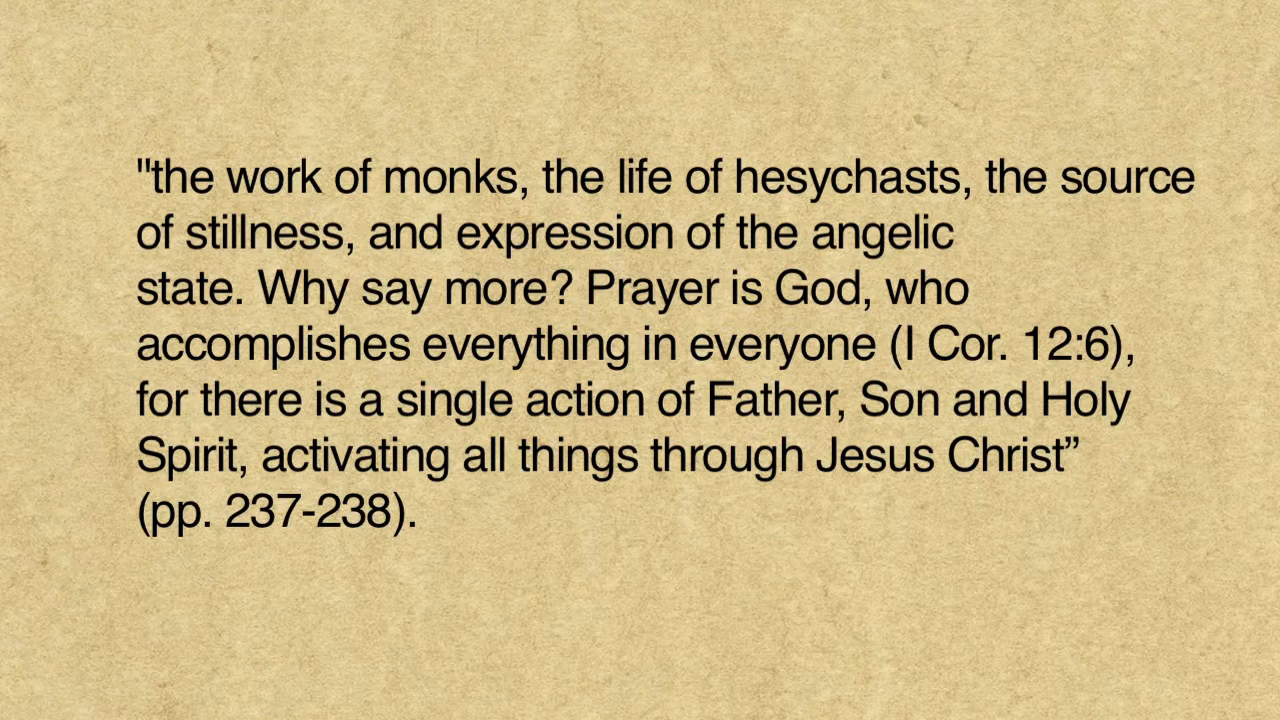 "the work of monks, the life of hesychasts, the source
of stillness, and expression of the angelic
state. Why say more? Prayer is God, who
accomplishes everything in everyone (I Cor. 12:6),
for there is a single action of Father, Son and Holy
Spirit, activating all things through Jesus Christ”
(pp. 237-238).